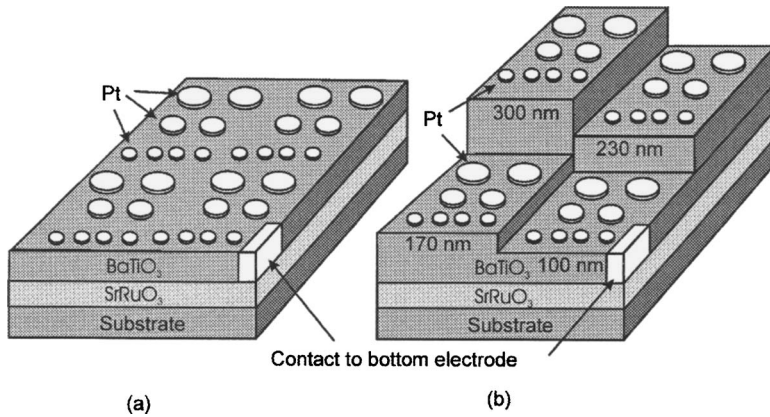 Pt
300 nm
Pt
230 nm
170 nm
BaTiO₃
BaTiO₃
100 nm
SrRuO₃
SrRuO₃
Substrate
Substrate
Contact to bottom electrode
(a)
(b)